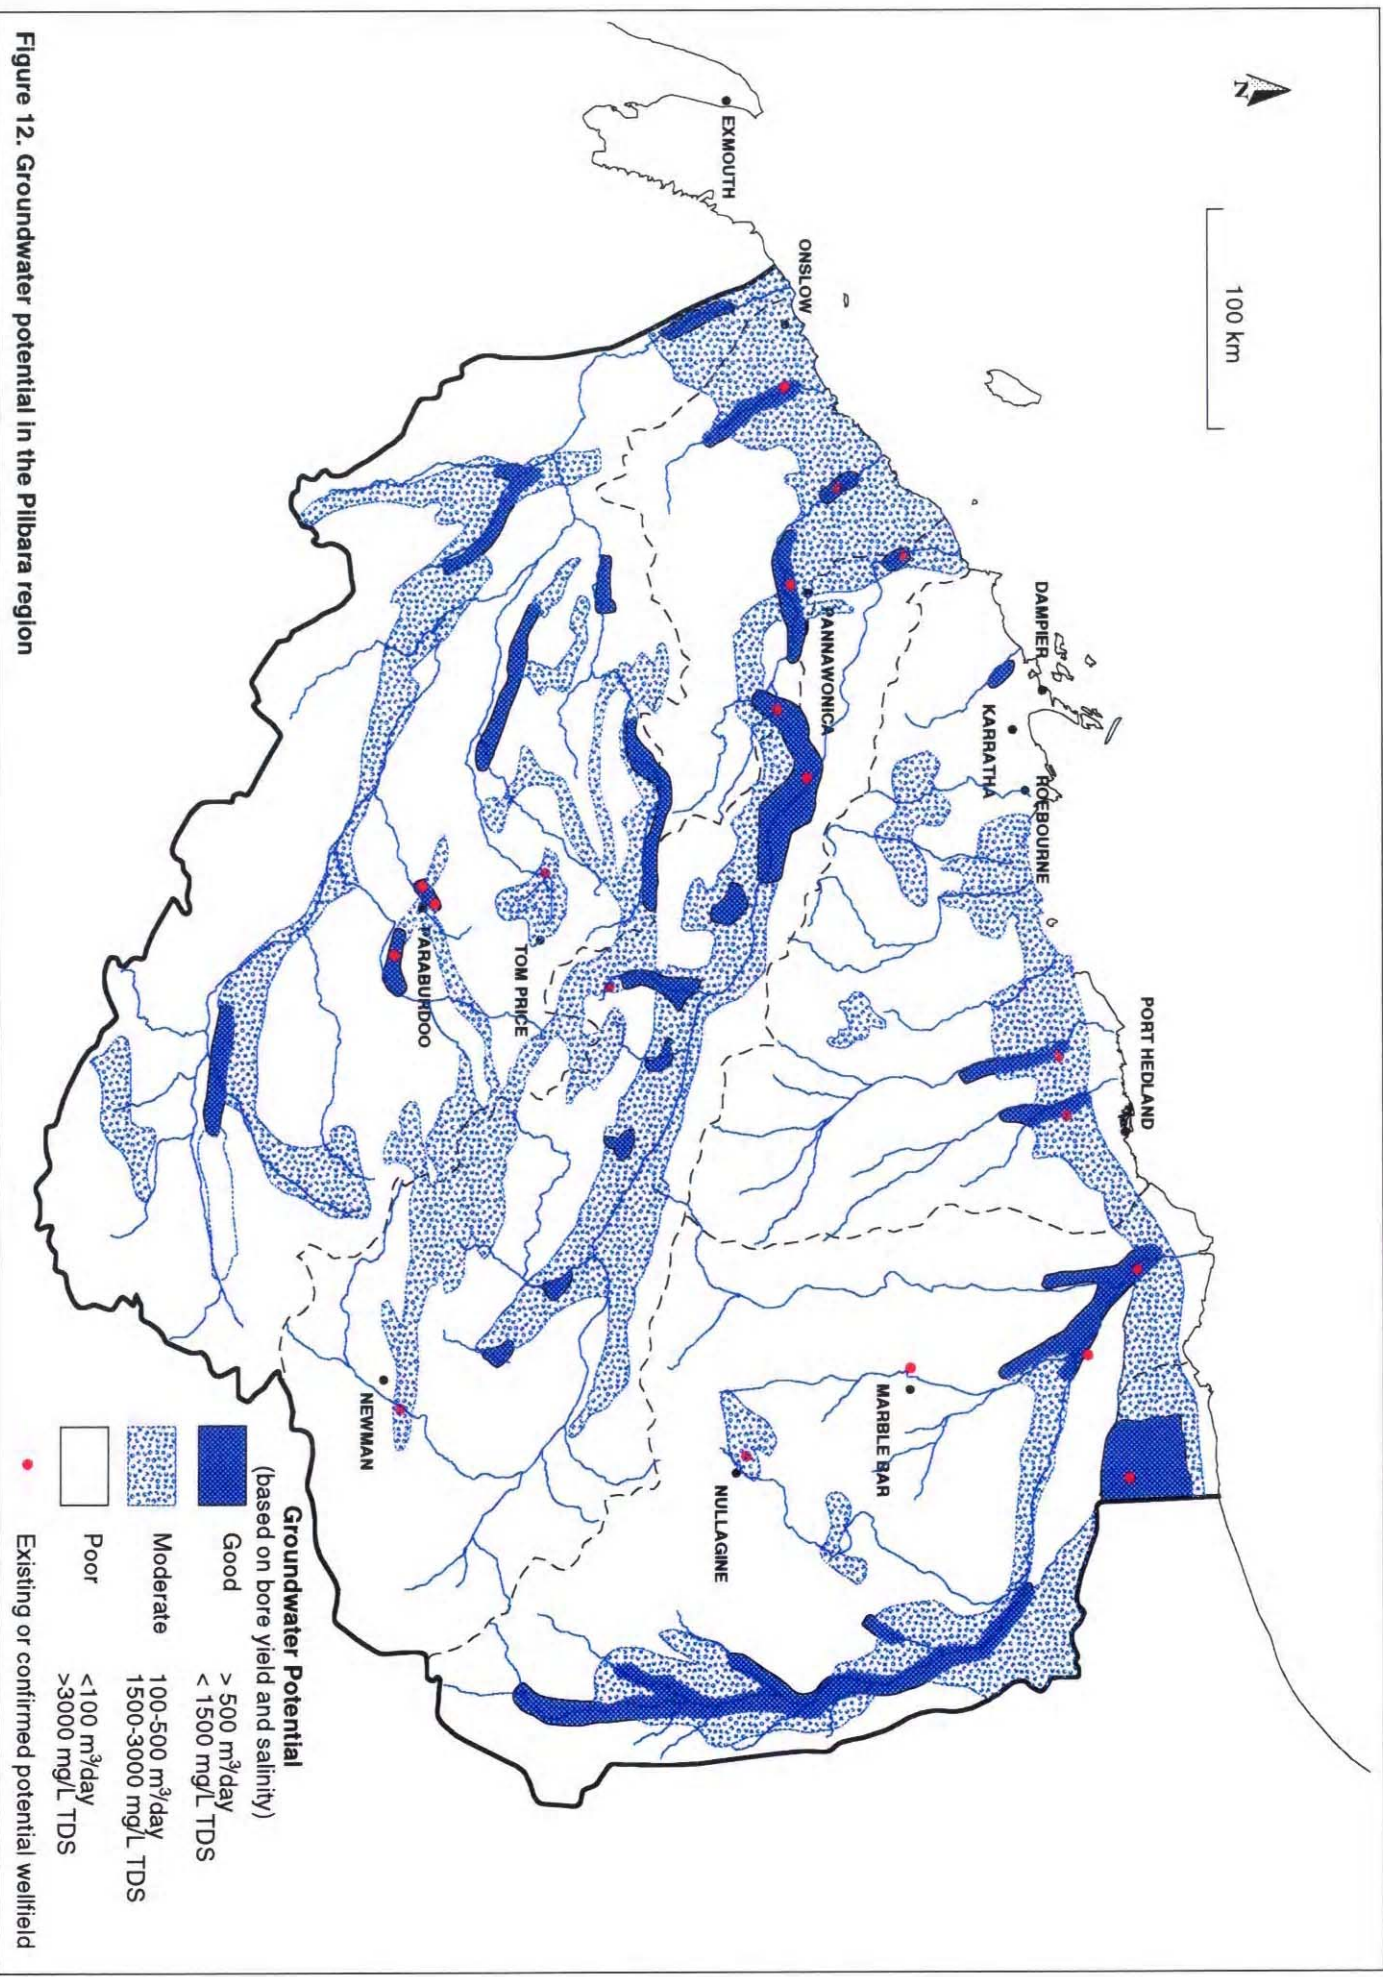 N
100 km
EXMOUTH
ONSLOW
PANNAWONICA
DAMPIER
KARRATHA
ROEBOURNE
PORT HEDLAND
TOM PRICE
PARABURDOO
MARBLE BAR
NULLAGINE
NEWMAN
Groundwater Potential
(based on bore yield and salinity)
Good
> 500 m³/day
< 1500 mg/L TDS
Moderate
100-500 m³/day
1500-3000 mg/L TDS
Poor
<100 m³/day
>3000 mg/L TDS
Existing or confirmed potential wellfield
Figure 12. Groundwater potential in the Pilbara region